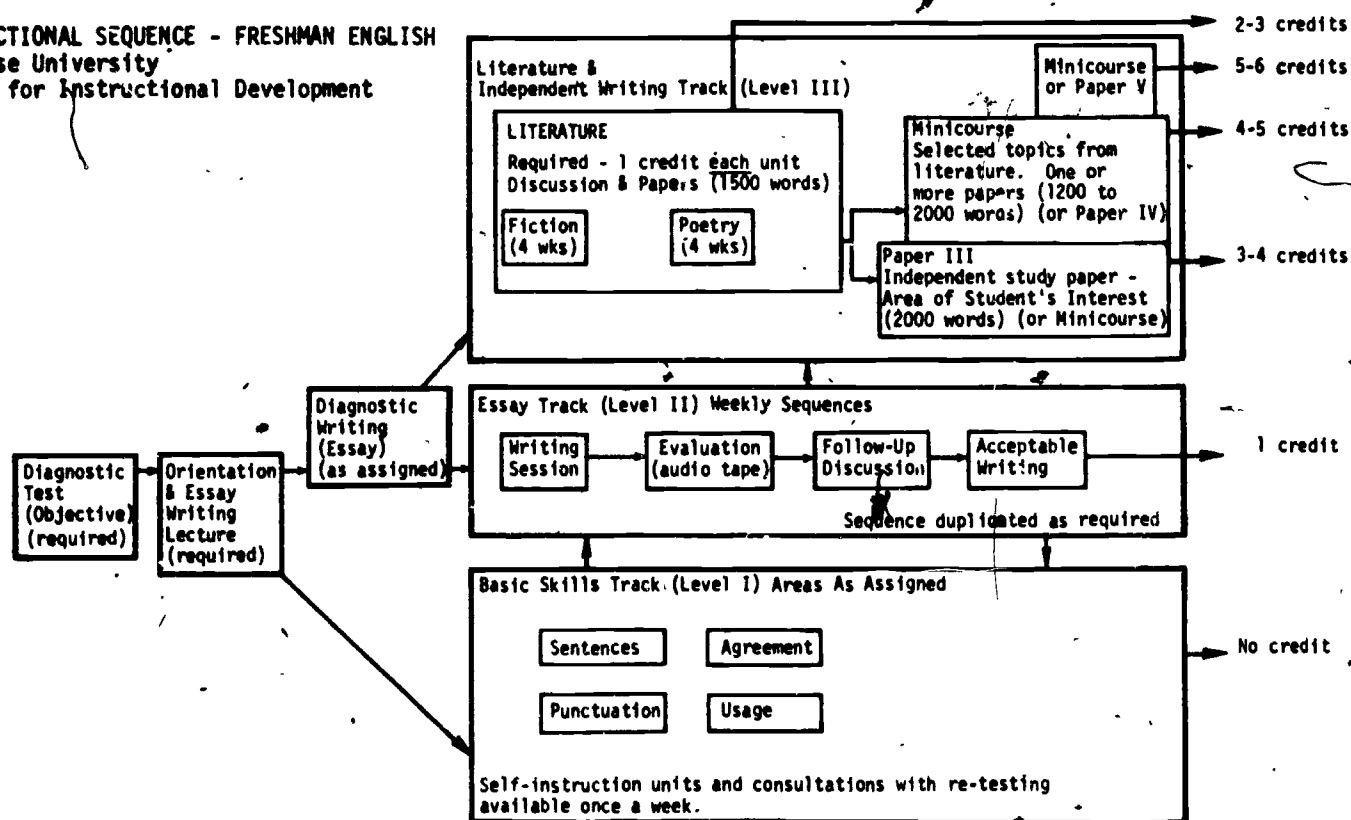 CTIONAL SEQUENCE - FRESHMAN ENGLISH
se University
for Instructional Development
2-3 credits
Literature &
Independent Writing Track (Level III)
Minicourse
or Paper V
5-6 credits
LITERATURE
Required - 1 credit each unit
Discussion & Papers (1500 words)
Fiction
(4 wks)
Poetry
(4 wks)
Minicourse
Selected topics from
literature. One or
more papers (1200 to
2000 words) (or Paper IV)
4-5 credits
Paper III
Independent study paper -
Area of Student's Interest
(2000 words) (or Minicourse)
3-4 credits
Diagnostic
Test
(Objective)
(required)
Orientation
& Essay
Writing
Lecture
(required)
Diagnostic
Writing
(Essay)
(as assigned)
Essay Track (Level II) Weekly Sequences
Writing
Session
Evaluation
(audio tape)
Follow-Up
Discussion
Acceptable
Writing
1 credit
Sequence duplicated as required
Basic Skills Track (Level I) Areas As Assigned
Sentences
Agreement
Punctuation
Usage
No credit
Self-instruction units and consultations with re-testing
available once a week.